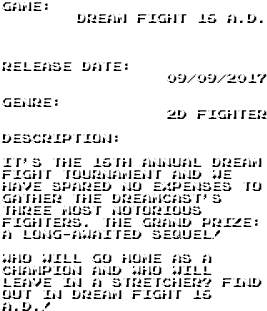 GAME:
DREAM FIGHT 16 A.D.
RELEASE DATE:
09/09/2017
GENRE:
2D FIGHTER
DESCRIPTION:
IT'S THE 16TH ANNUAL DREAM
FIGHT TOURNAMENT AND WE
HAVE SPARED NO EXPENSES TO
GATHER THE DREAMCAST'S
THREE MOST NOTORIOUS
FIGHTERS. THE GRAND PRIZE:
A LONG-AWAITED SEQUEL!
WHO WILL GO HOME AS A
CHAMPION AND WHO WILL
LEAVE IN A STRETCHER? FIND
OUT IN DREAM FIGHT 16
A.D.!